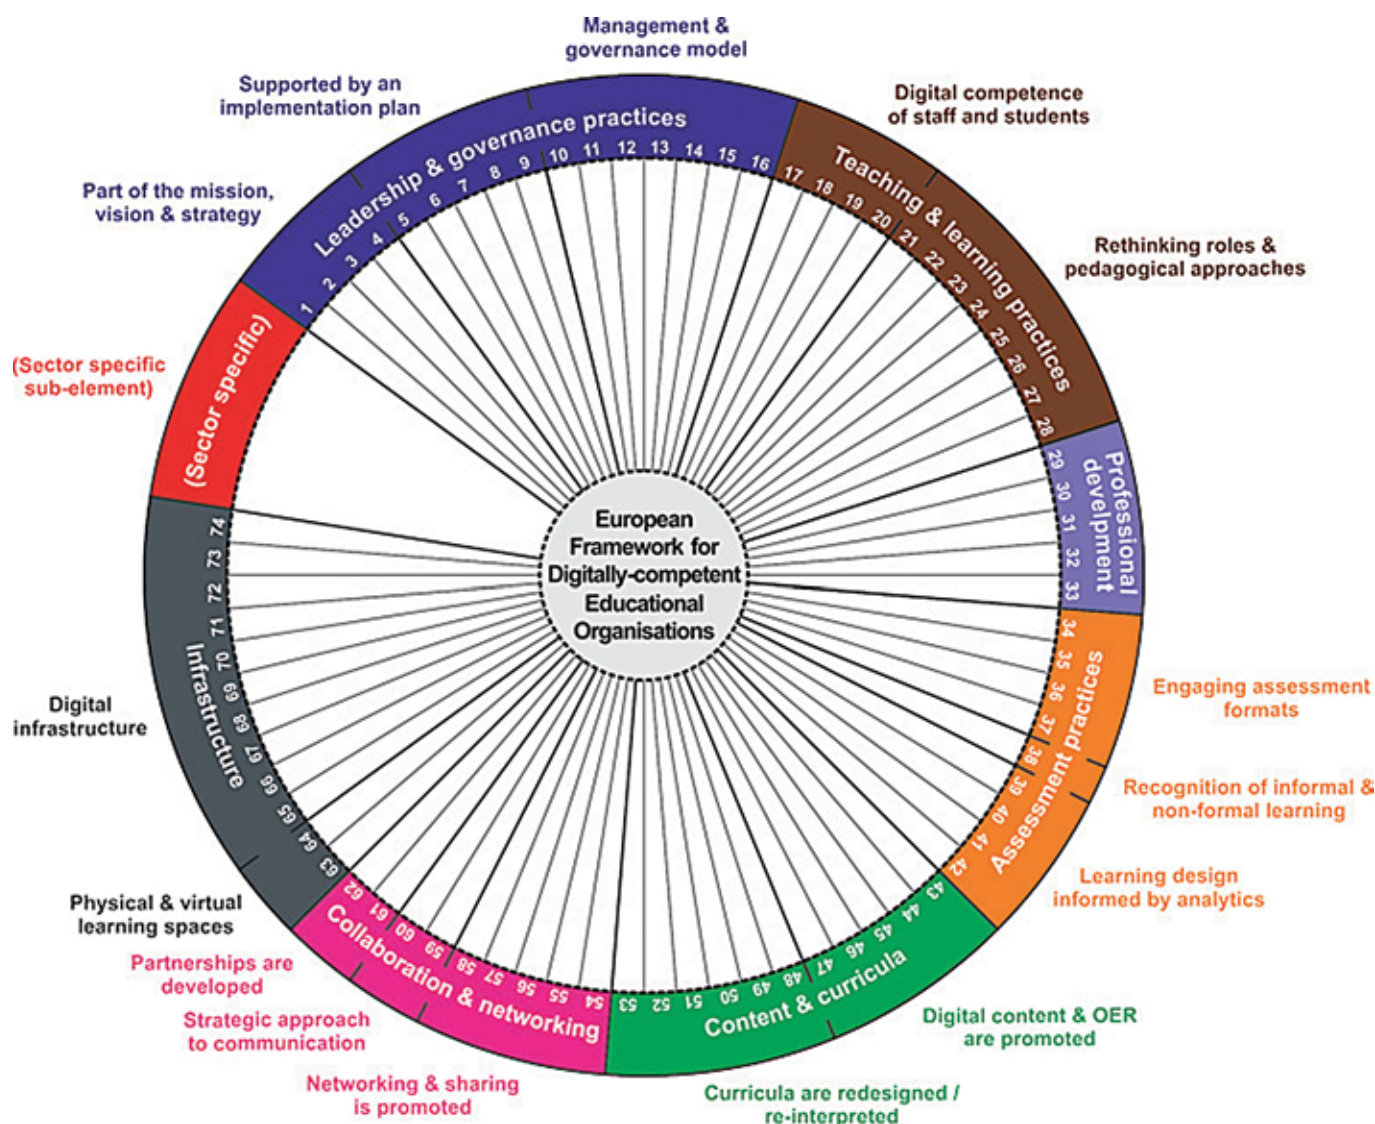 Management &
governance model
Supported by an
implementation plan
Part of the mission,
vision & strategy
(Sector specific
sub-element)
Digital competence
of staff and students
Rethinking roles &
pedagogical approaches
Engaging assessment
formats
Recognition of informal &
non-formal learning
Learning design
informed by analytics
Digital content & OER
are promoted
Curricula are redesigned /
re-interpreted
Networking & sharing
is promoted
Strategic approach
to communication
Partnerships are
developed
Physical & virtual
learning spaces
Digital
infrastructure
Leadership & governance practices
Teaching & learning practices
Professional
develpment
Assessment practices
Content & curricula
Collaboration & networking
Infrastructure
(Sector specific)
1 2 3 4 5 6 7 8 9 10 11 12 13 14 15 16
17 18 19 20 21 22 23 24 25 26 27 28
29 30 31 32 33
34 35 36 37 38 39 40 41 42
43 44 45 46 47 48 49 50 51 52 53
54 55 56 57 58 59 60 61 62
63 64 65 66 67 68 69 70 71 72 73 74
European
Framework for
Digitally-competent
Educational
Organisations